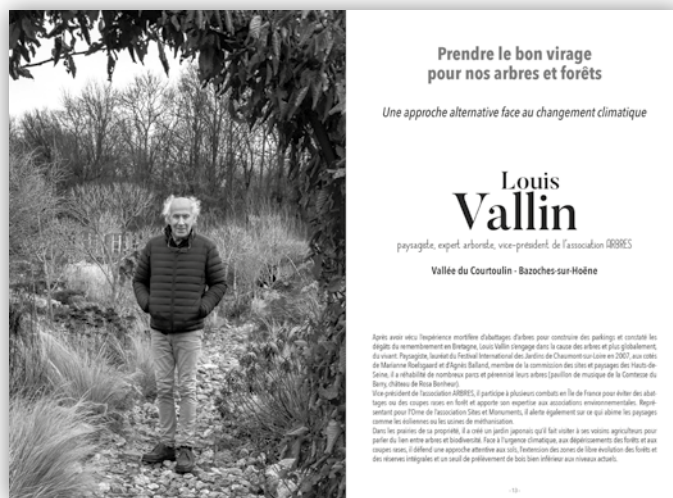 Prendre le bon virage
pour nos arbres et forêts
Une approche alternative face au changement climatique
Louis
Vallin
paysagiste, expert arboriste, vice-président de l'association ARBRES
Vallée du Courtoulin - Bazoches-sur-Hoëne
Après avoir vécu l'expérience mortifère d'abattages d'arbres pour construire des parkings et constaté les
dégâts du remembrement en Bretagne, Louis Vallin s'engage dans la cause des arbres et plus globalement,
du vivant. Paysagiste, lauréat du Festival International des Jardins de Chaumont-sur-Loire en 2007, aux cotés
de Marianne Roelsgaard et d'Agnès Balland, membre de la commission des sites et paysages des Hauts-de-
Seine, il a réhabilité de nombreux parcs et pérennisé leurs arbres (pavillon de musique de la Comtesse du
Barry, château de Rosa Bonheur).
Vice-président de l'association ARBRES, il participe à plusieurs combats en Île de France pour éviter des abat-
tages ou des coupes rases en forêt et apporte son expertise aux associations environnementales. Repré-
sentant pour l'Orne de l'association Sites et Monuments, il alerte également sur ce qui abime les paysages
comme les éoliennes ou les usines de méthanisation.
Dans les prairies de sa propriété, il a créé un jardin japonais qu'il fait visiter à ses voisins agriculteurs pour
parler du lien entre arbres et biodiversité. Face à l'urgence climatique, aux dépérissements des forêts et aux
coupes rases, il défend une approche attentive aux sols, l'extension des zones de libre évolution des forêts et
des réserves intégrales et un seuil de prélèvement de bois bien inférieur aux niveaux actuels.